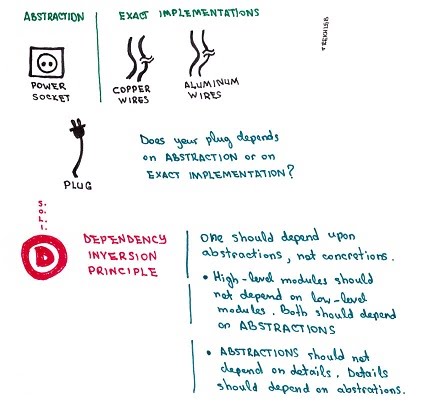 ABSTRACTION
EXACT IMPLEMENTATIONS
TREKHLEB
POWER
SOCKET
COPPER
WIRES
ALUMINUM
WIRES
PLUG
Does your plug depends
on ABSTRACTION or on
EXACT IMPLEMENTATION?
S.
O.
L.
I.
D
DEPENDENCY
INVERSION
PRINCIPLE
One should depend upon
abstractions, not concretions.
• High-level modules should
not depend on low-level
modules. Both should depend
on ABSTRACTIONS
• ABSTRACTIONS should not
depend on details. Details
should depend on abstrations.